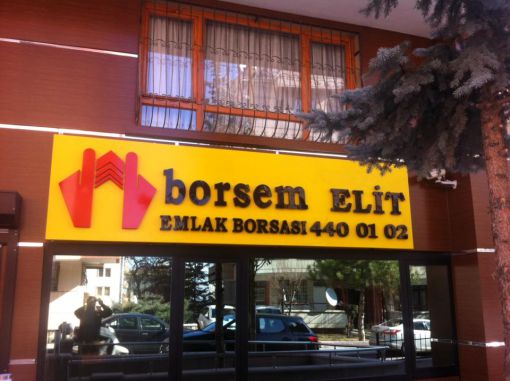 borsem ELİT
EMLAK BORSASI 440 01 02